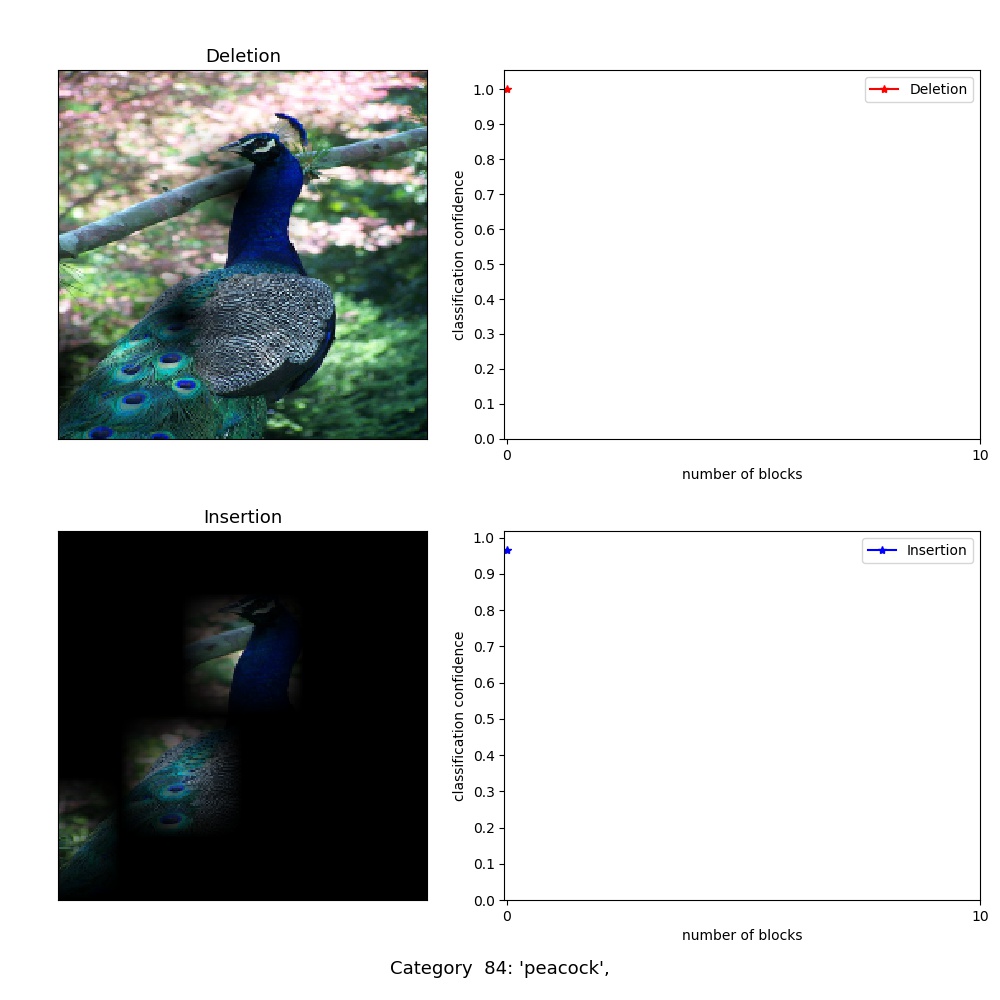 Deletion
1.0
0.9
0.8
0.7
0.6
0.5
0.4
0.3
0.2
0.1
0.0
classification confidence
Deletion
0 10
number of blocks
Insertion
1.0
0.9
0.8
0.7
0.6
0.5
0.4
0.3
0.2
0.1
0.0
classification confidence
Insertion
0 10
number of blocks
Category  84: 'peacock',